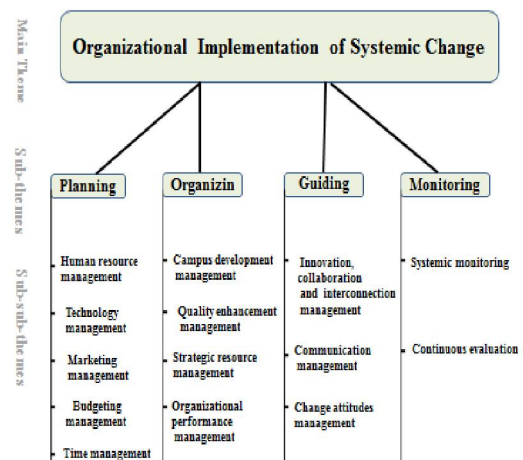 Main Theme
Organizational Implementation of Systemic Change
Sub-themes
Planning
Organizin
Guiding
Monitoring
Sub-sub-themes
Human resource
management
Technology
management
Marketing
management
Budgeting
management
Time management
Campus development
management
Quality enhancement
management
Strategic resource
management
Organizational
performance
management
Innovation,
collaboration
and interconnection
management
Communication
management
Change attitudes
management
Systemic monitoring
Continuous evaluation